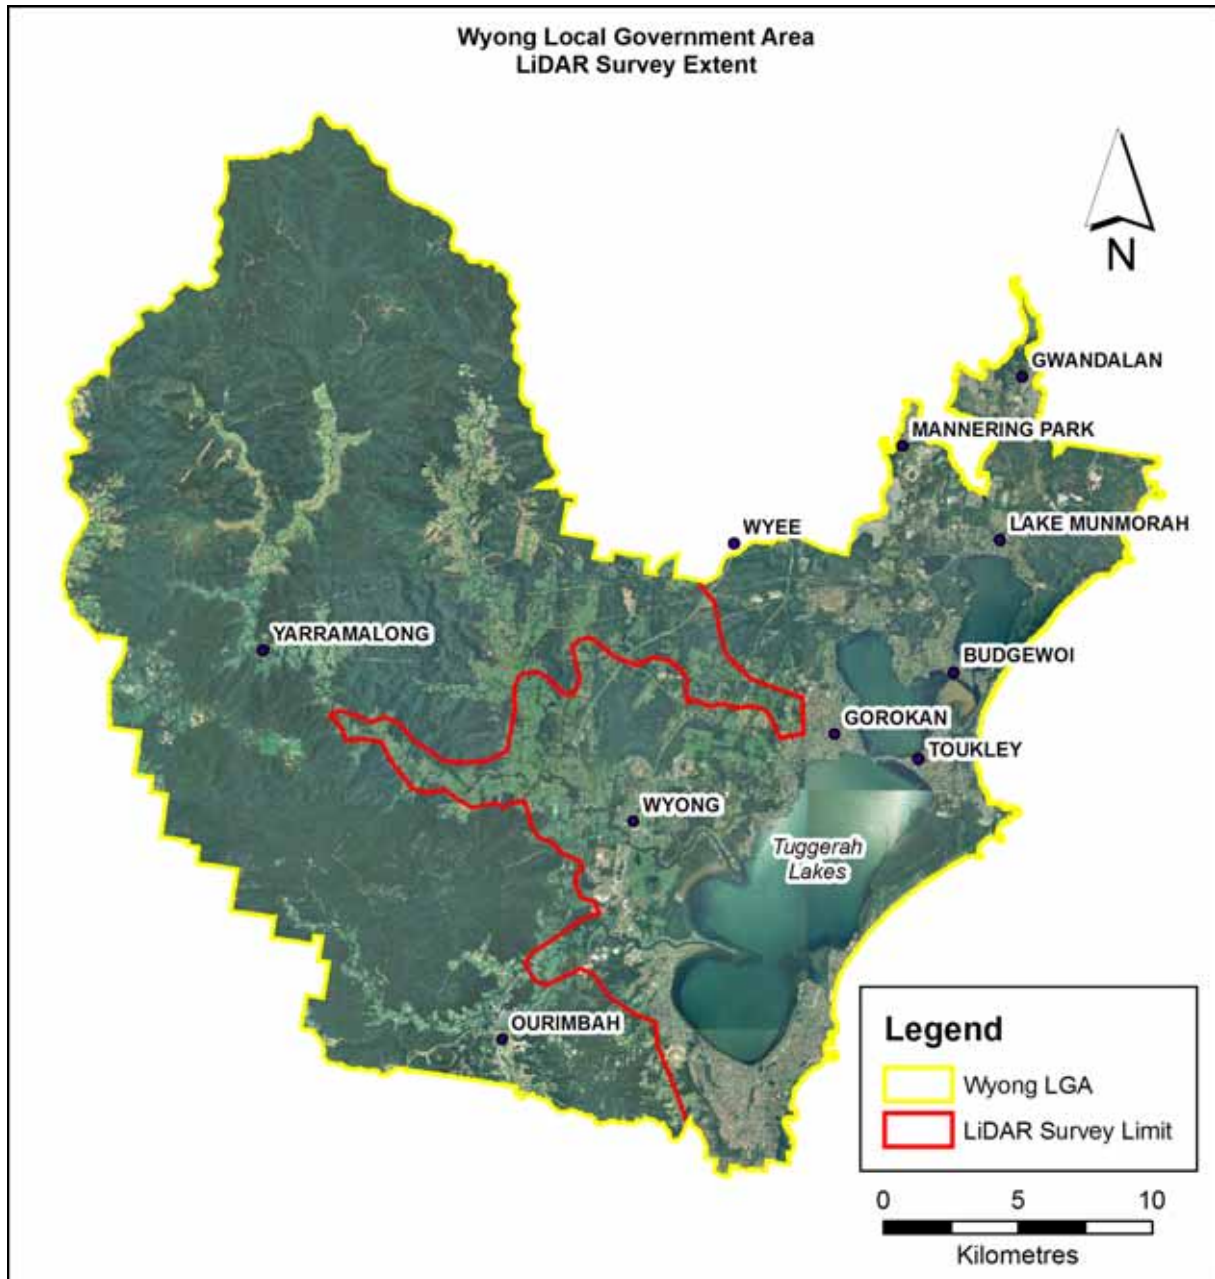 Wyong Local Government Area
LiDAR Survey Extent
N
GWANDALAN
MANNERING PARK
LAKE MUNMORAH
WYEE
YARRAMALONG
BUDGEWOI
GOROKAN
TOUKLEY
WYONG
Tuggerah
Lakes
OURIMBAH
Legend
Wyong LGA
LiDAR Survey Limit
0 5 10
Kilometres